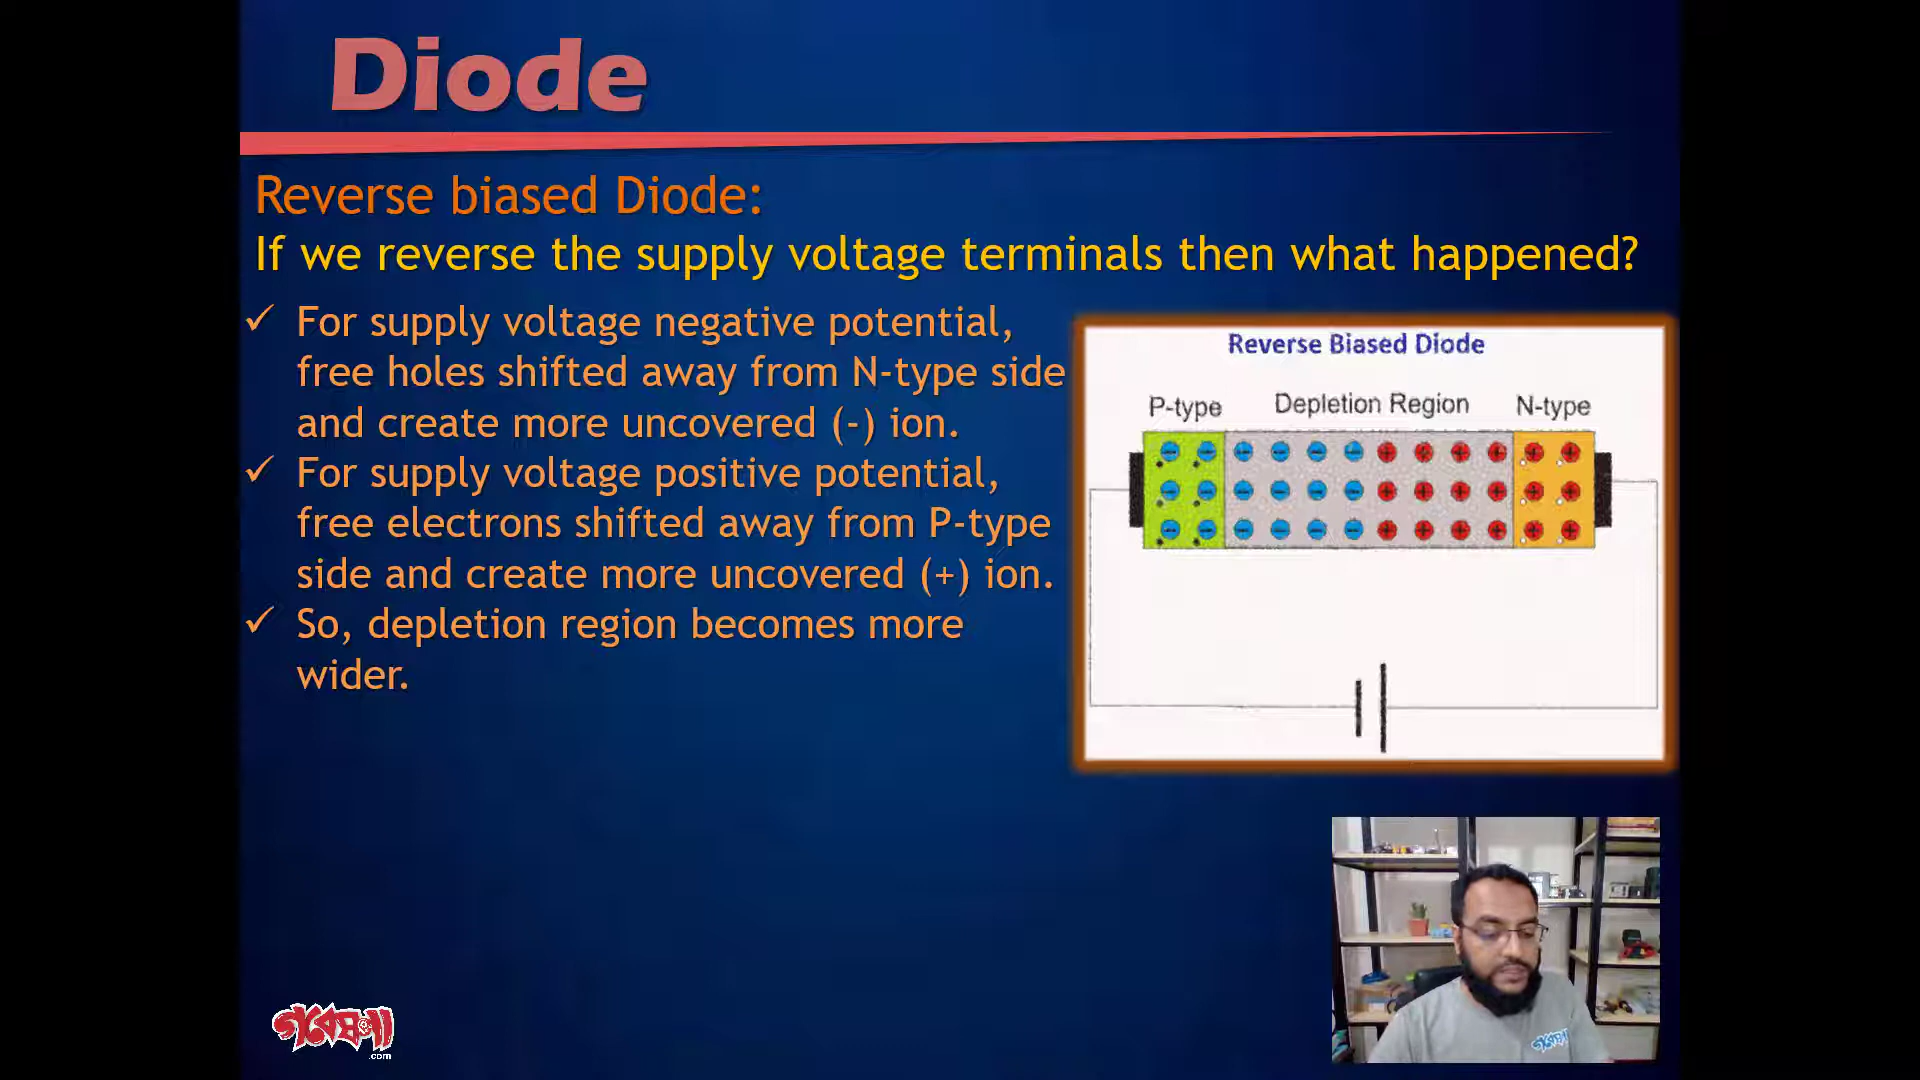 Diode
Reverse biased Diode:
If we reverse the supply voltage terminals then what happened?
✓ For supply voltage negative potential,
free holes shifted away from N-type side
and create more uncovered (-) ion.
✓ For supply voltage positive potential,
free electrons shifted away from P-type
side and create more uncovered (+) ion.
✓ So, depletion region becomes more
wider.
Reverse Biased Diode
P-type Depletion Region N-type
গবেষণা
.com